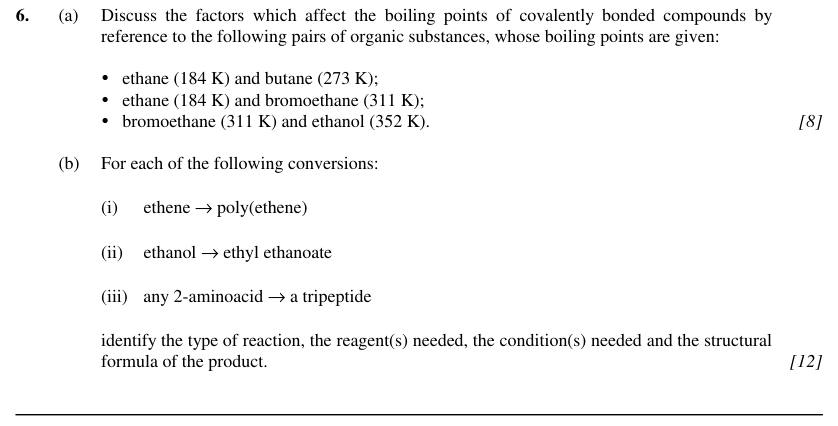 6. (a) Discuss the factors which affect the boiling points of covalently bonded compounds by
reference to the following pairs of organic substances, whose boiling points are given:
• ethane (184 K) and butane (273 K);
• ethane (184 K) and bromoethane (311 K);
• bromoethane (311 K) and ethanol (352 K). [8]
(b) For each of the following conversions:
(i) ethene → poly(ethene)
(ii) ethanol → ethyl ethanoate
(iii) any 2-aminoacid → a tripeptide
identify the type of reaction, the reagent(s) needed, the condition(s) needed and the structural
formula of the product. [12]